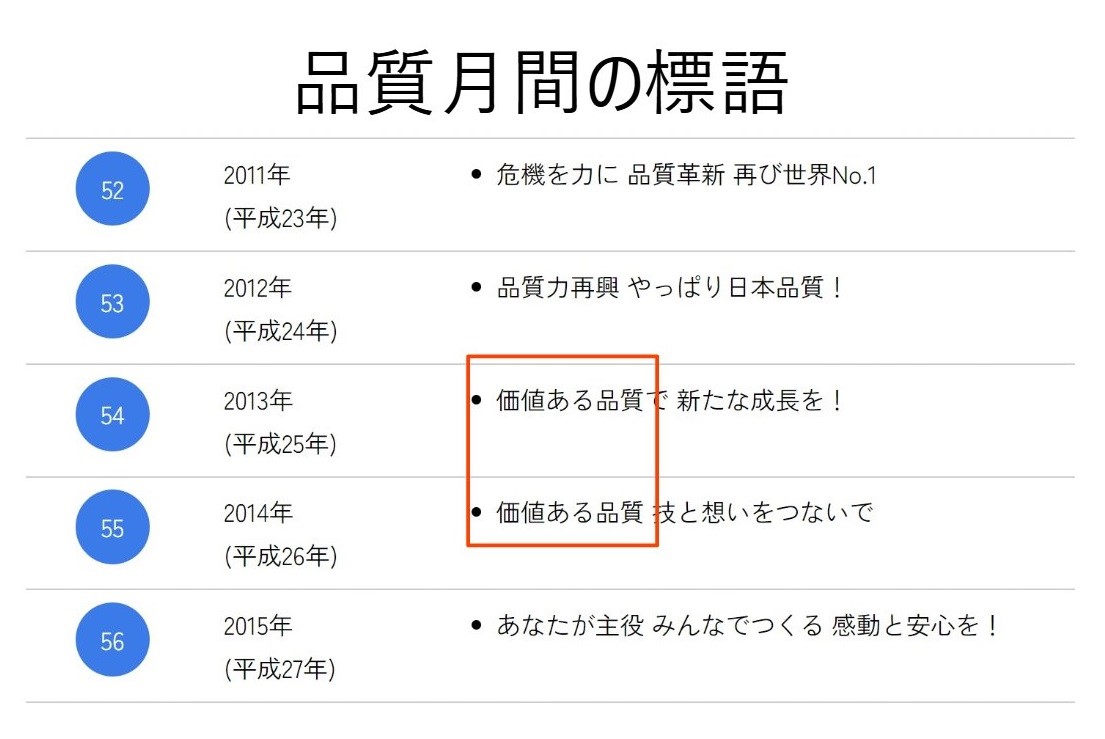 品質月間の標語
52
2011年
(平成23年)
• 危機を力に 品質革新 再び世界No.1
53
2012年
(平成24年)
• 品質力再興 やっぱり日本品質！
54
2013年
(平成25年)
• 価値ある品質で 新たな成長を！
55
2014年
(平成26年)
• 価値ある品質 技と想いをつないで
56
2015年
(平成27年)
• あなたが主役 みんなでつくる 感動と安心を！